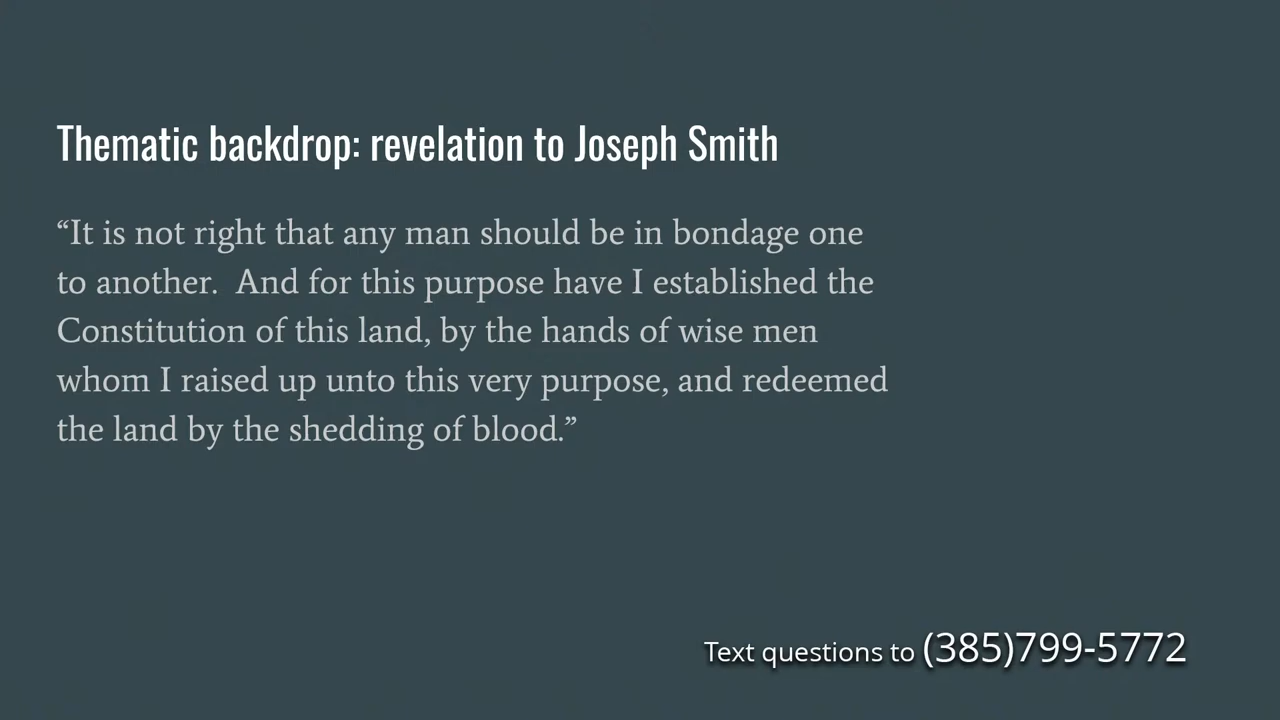 Thematic backdrop: revelation to Joseph Smith
“It is not right that any man should be in bondage one
to another.  And for this purpose have I established the
Constitution of this land, by the hands of wise men
whom I raised up unto this very purpose, and redeemed
the land by the shedding of blood.”
Text questions to (385)799-5772